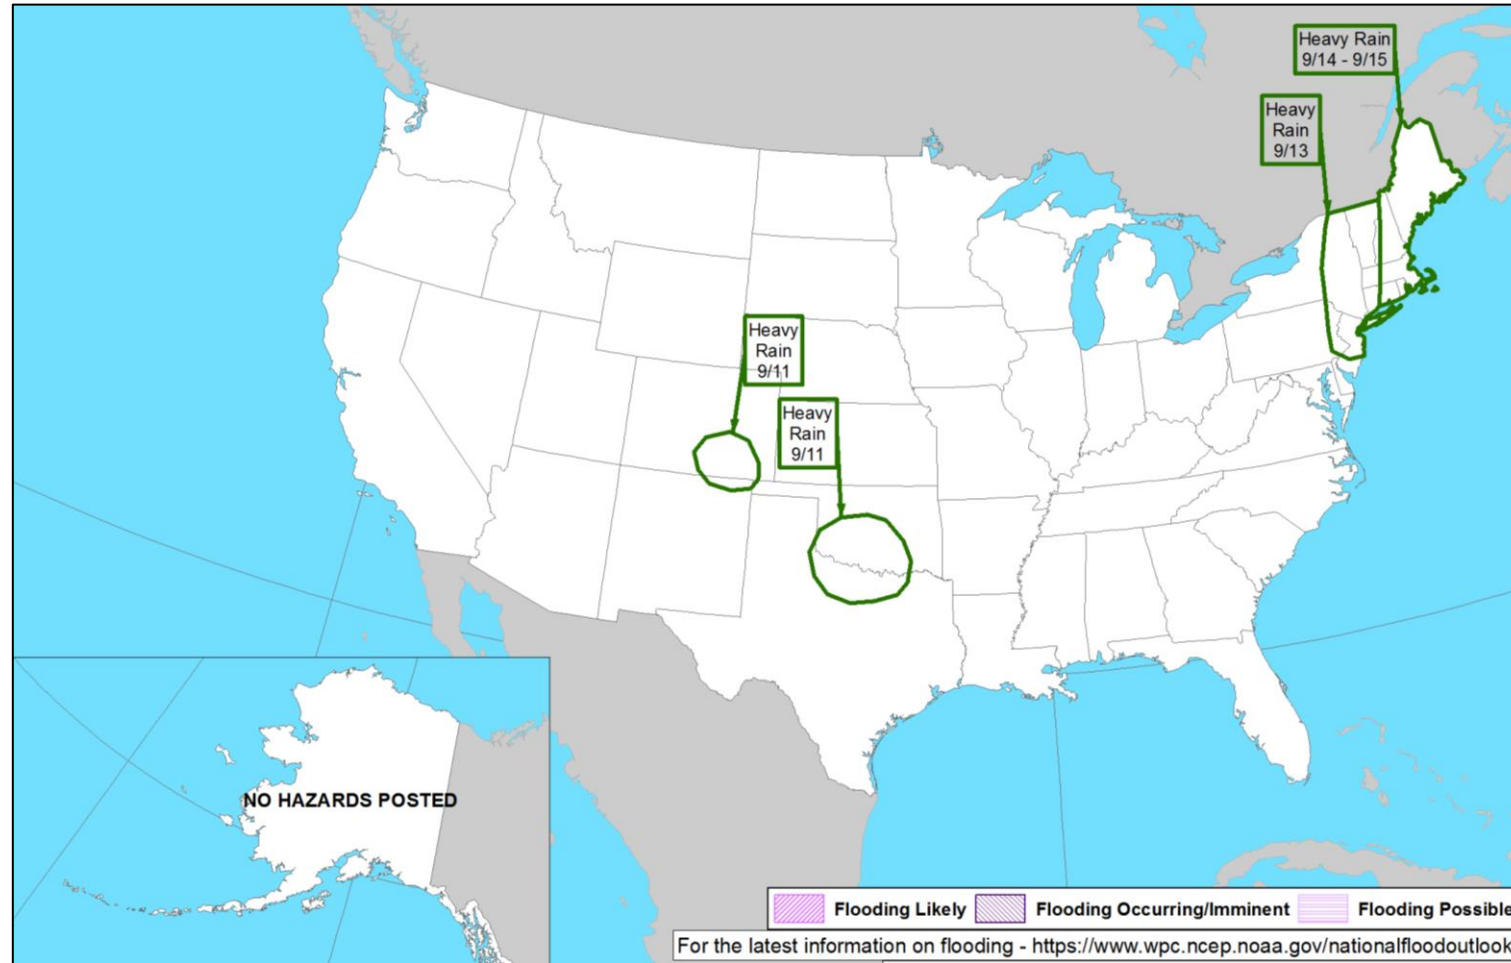 Heavy Rain
9/14 - 9/15
Heavy
Rain
9/13
Heavy
Rain
9/11
Heavy
Rain
9/11
NO HAZARDS POSTED
Flooding Likely
Flooding Occurring/Imminent
Flooding Possible
For the latest information on flooding - https://www.wpc.ncep.noaa.gov/nationalfloodoutlook